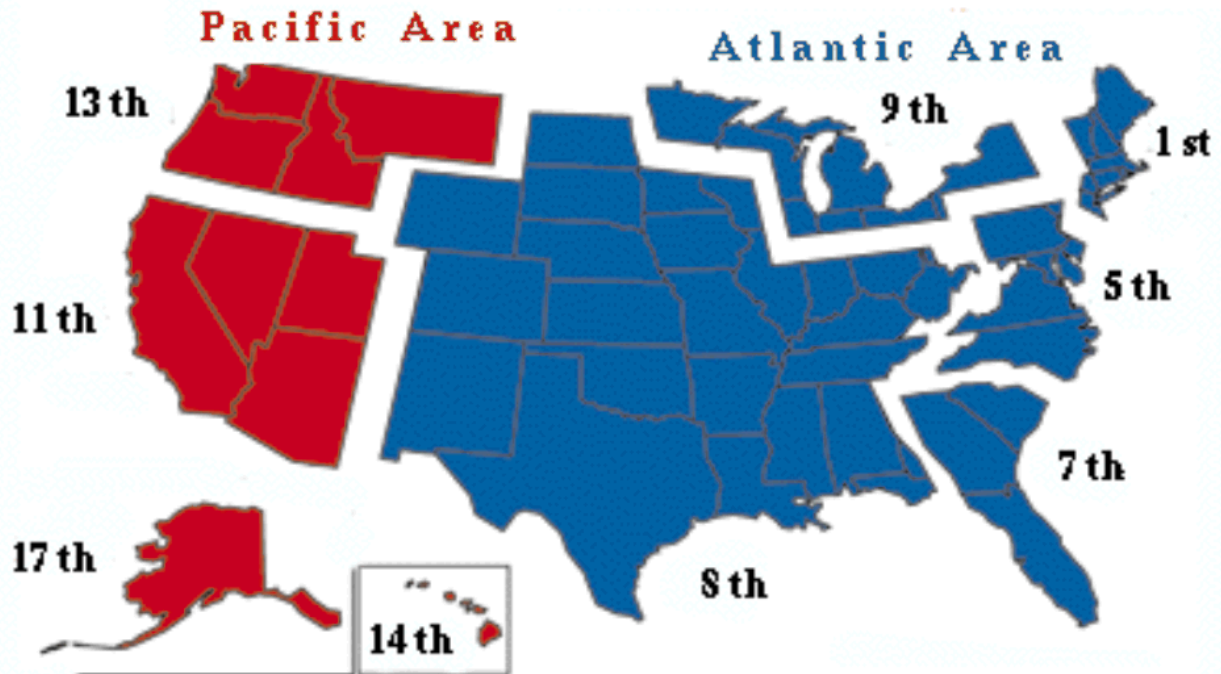 Pacific Area
Atlantic Area
13 th
9 th
1 st
11 th
5 th
7 th
17 th
8 th
14 th